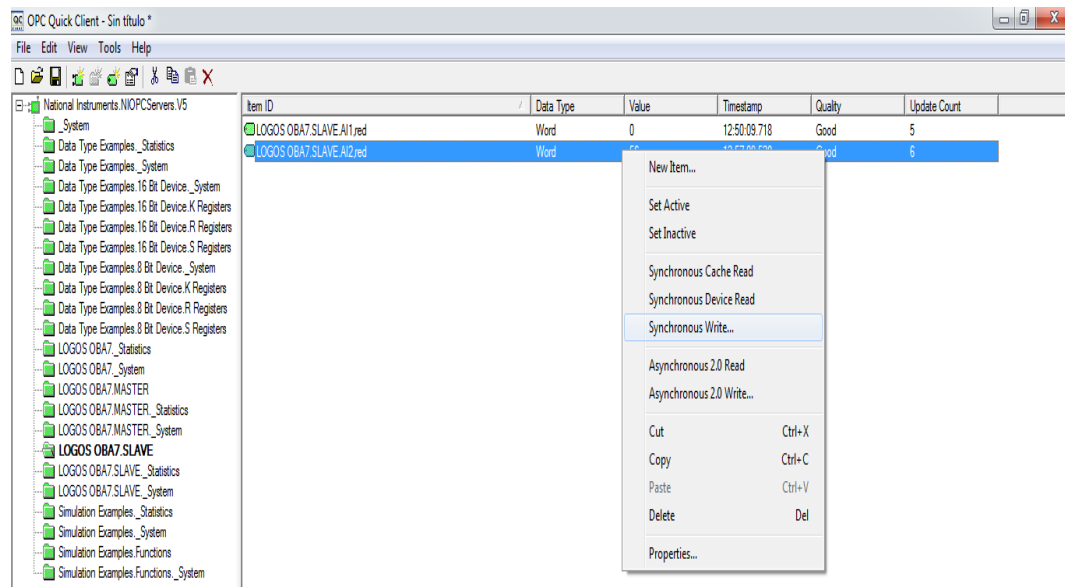 OPC Quick Client - Sin título *
File Edit View Tools Help
National Instruments.NIOPCServers.V5
_System
Data Type Examples._Statistics
Data Type Examples._System
Data Type Examples.16 Bit Device._System
Data Type Examples.16 Bit Device.K Registers
Data Type Examples.16 Bit Device.R Registers
Data Type Examples.16 Bit Device.S Registers
Data Type Examples.8 Bit Device._System
Data Type Examples.8 Bit Device.K Registers
Data Type Examples.8 Bit Device.R Registers
Data Type Examples.8 Bit Device.S Registers
LOGOS OBA7._Statistics
LOGOS OBA7._System
LOGOS OBA7.MASTER
LOGOS OBA7.MASTER._Statistics
LOGOS OBA7.MASTER._System
LOGOS OBA7.SLAVE
LOGOS OBA7.SLAVE._Statistics
LOGOS OBA7.SLAVE._System
Simulation Examples._Statistics
Simulation Examples._System
Simulation Examples.Functions
Simulation Examples.Functions._System
Item ID Data Type Value Timestamp Quality Update Count
LOGOS OBA7.SLAVE.AI1,red Word 0 12:50:09.718 Good 5
LOGOS OBA7.SLAVE.AI2,red Word Good 6
New Item...
Set Active
Set Inactive
Synchronous Cache Read
Synchronous Device Read
Synchronous Write...
Asynchronous 2.0 Read
Asynchronous 2.0 Write...
Cut Ctrl+X
Copy Ctrl+C
Paste Ctrl+V
Delete Del
Properties...